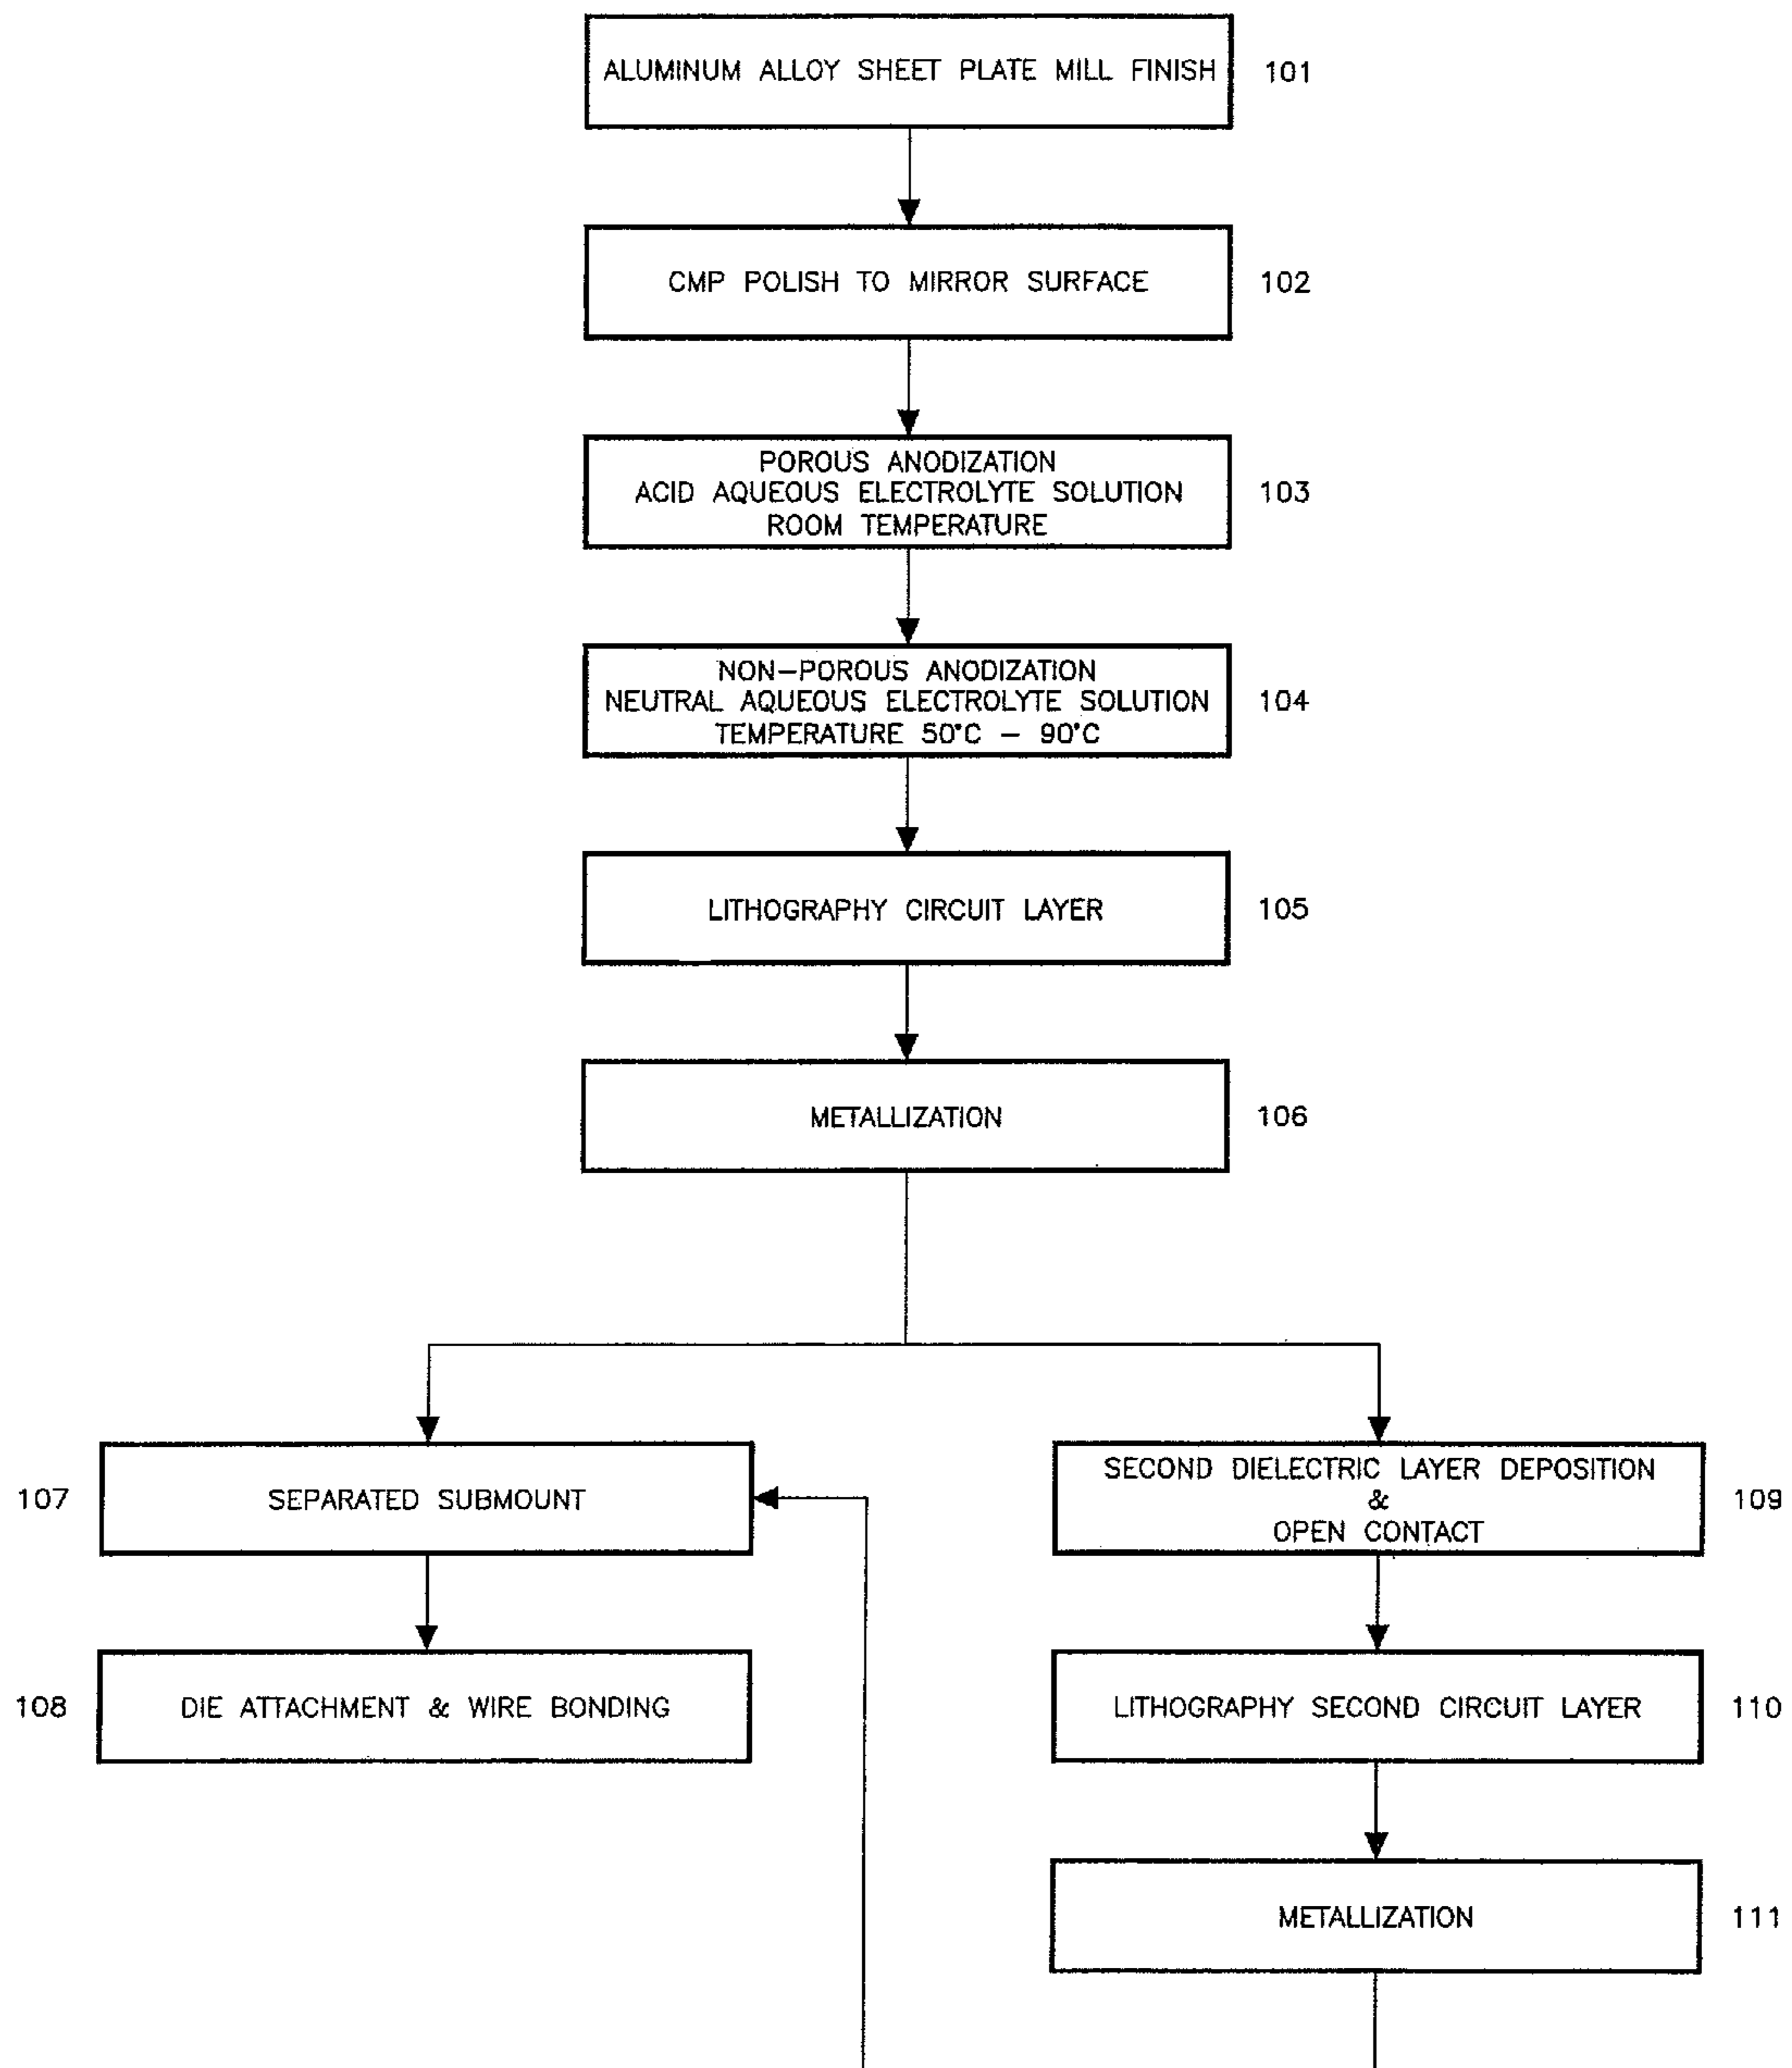 ALUMINUM ALLOY SHEET PLATE MILL FINISH
101
CMP POLISH TO MIRROR SURFACE
102
POROUS ANODIZATION
ACID AQUEOUS ELECTROLYTE SOLUTION
ROOM TEMPERATURE
103
NON-POROUS ANODIZATION
NEUTRAL AQUEOUS ELECTROLYTE SOLUTION
TEMPERATURE 50°C – 90°C
104
LITHOGRAPHY CIRCUIT LAYER
105
METALLIZATION
106
107
SEPARATED SUBMOUNT
108
DIE ATTACHMENT & WIRE BONDING
SECOND DIELECTRIC LAYER DEPOSITION
&
OPEN CONTACT
109
LITHOGRAPHY SECOND CIRCUIT LAYER
110
METALLIZATION
111